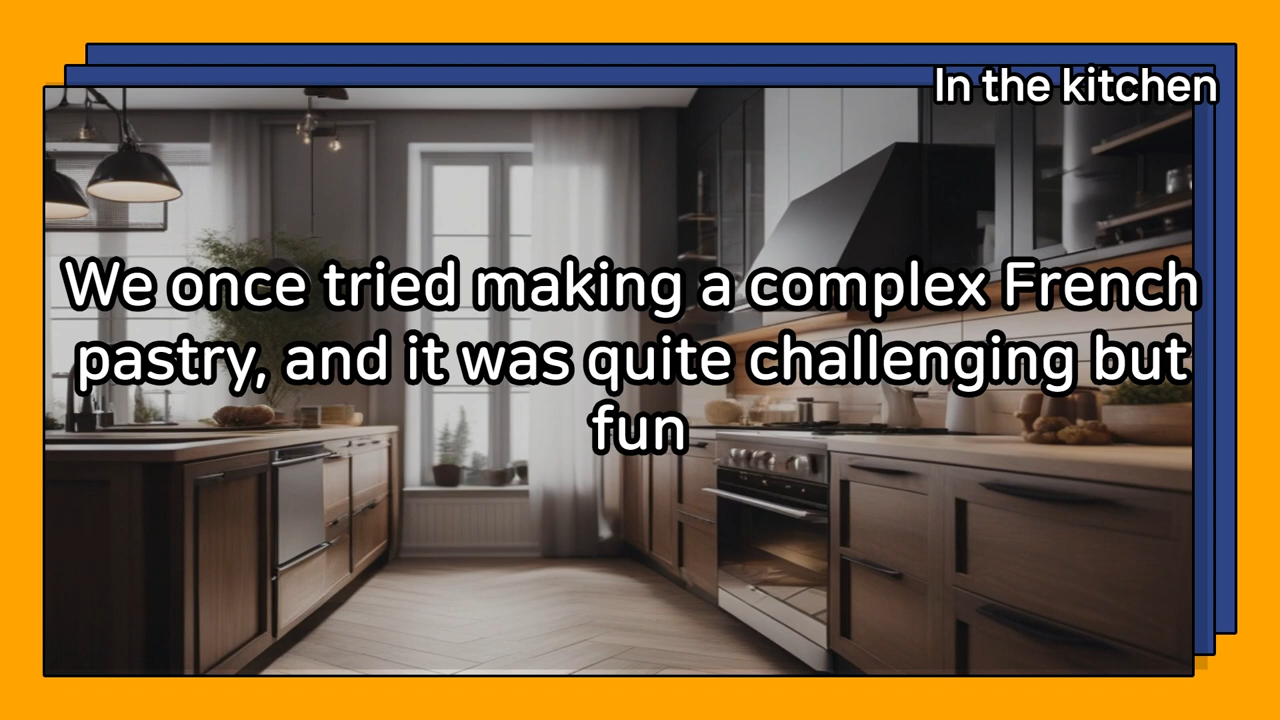 In the kitchen
We once tried making a complex French
pastry, and it was quite challenging but
fun